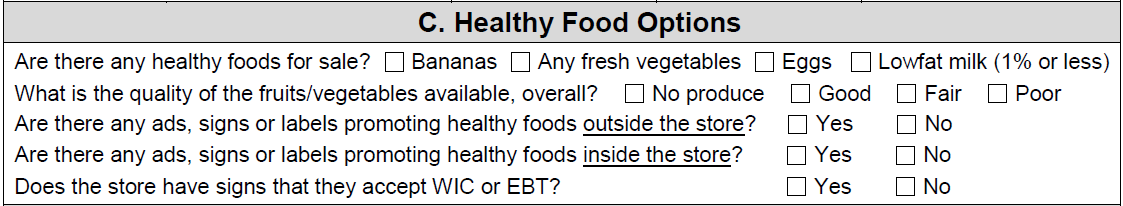 C. Healthy Food Options
Are there any healthy foods for sale? ☐ Bananas ☐ Any fresh vegetables ☐ Eggs ☐ Lowfat milk (1% or less)
What is the quality of the fruits/vegetables available, overall? ☐ No produce ☐ Good ☐ Fair ☐ Poor
Are there any ads, signs or labels promoting healthy foods outside the store? ☐ Yes ☐ No
Are there any ads, signs or labels promoting healthy foods inside the store? ☐ Yes ☐ No
Does the store have signs that they accept WIC or EBT? ☐ Yes ☐ No